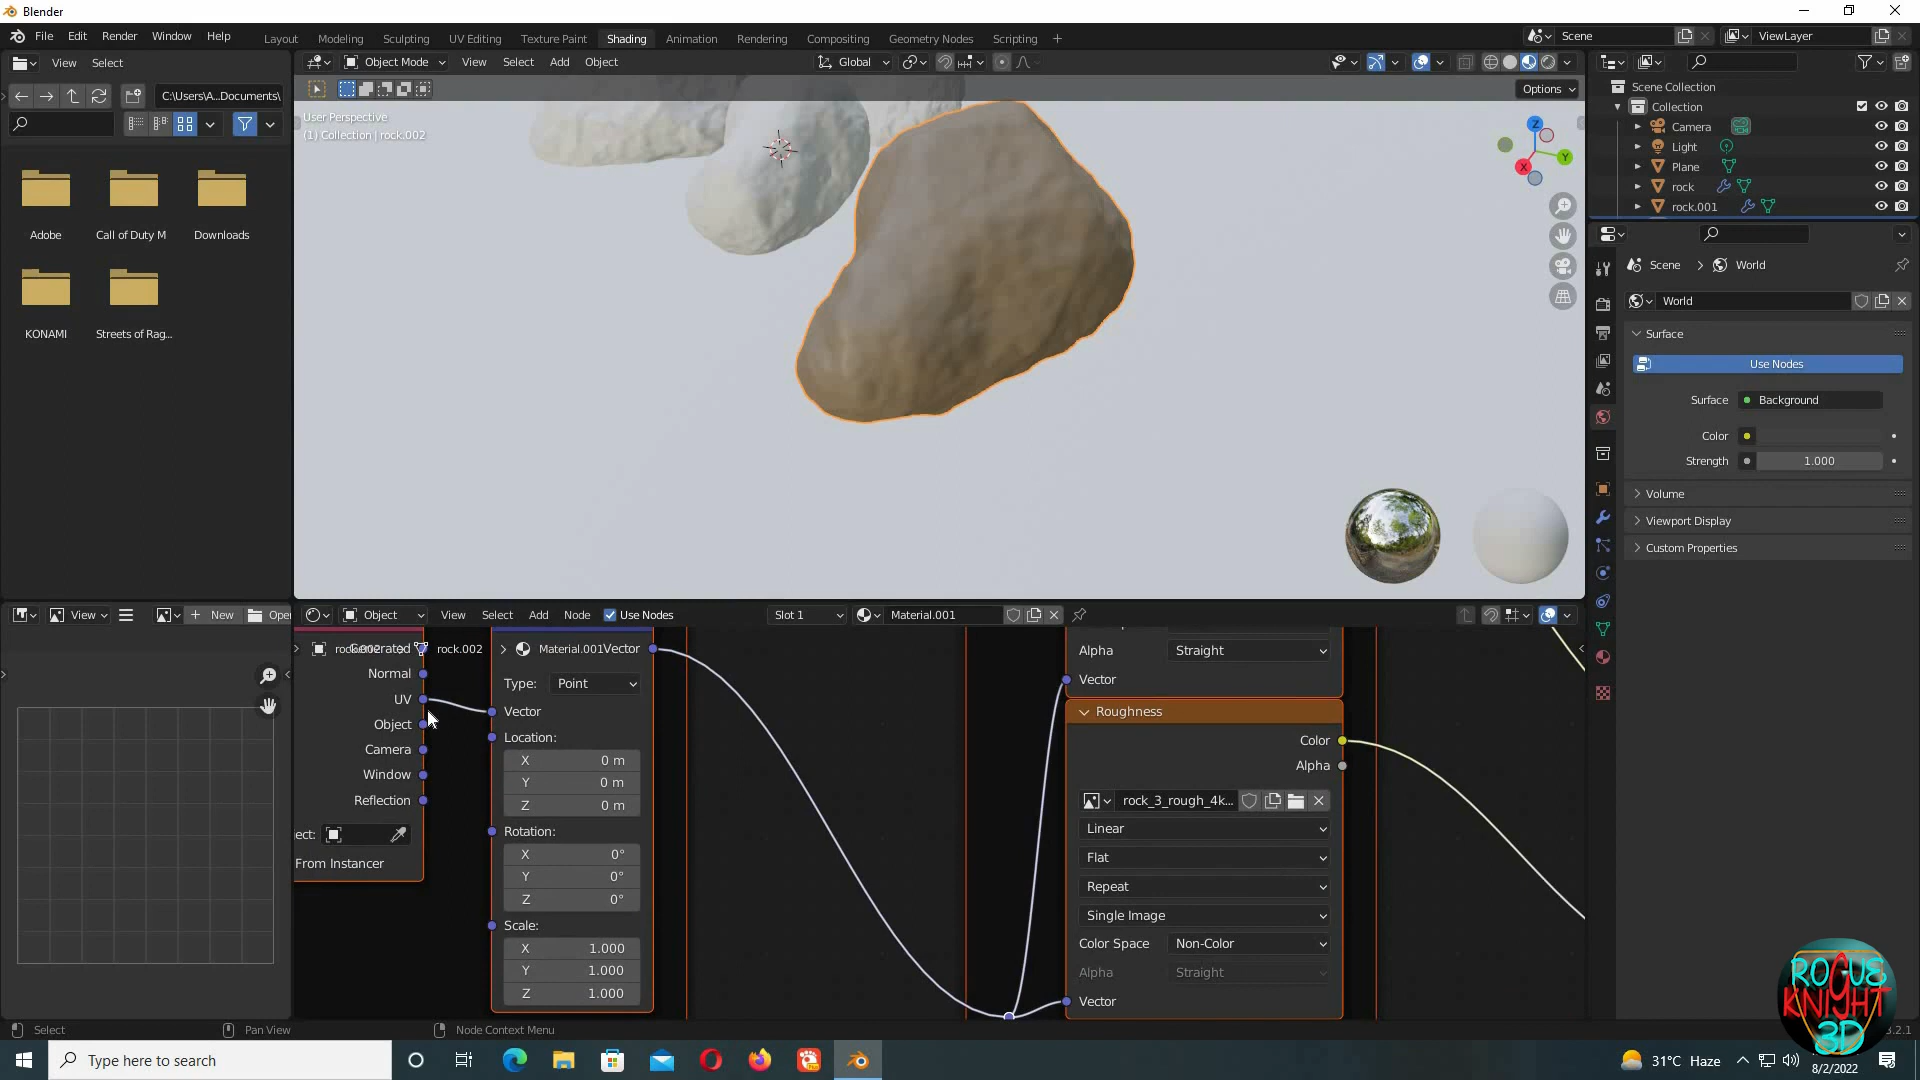 Blender
File Edit Render Window Help
Layout Modeling Sculpting UV Editing Texture Paint Shading Animation Rendering Compositing Geometry Nodes Scripting +
Scene
ViewLayer
View Select
Object Mode View Select Add Object
Global
C:\Users\A...Documents\
Options
User Perspective
(1) Collection | rock.002
Adobe
Call of Duty M
Downloads
KONAMI
Streets of Rag...
Z
Y
X
Scene Collection
Collection
Camera
Light
Plane
rock
rock.001
Scene > World
World
Surface
Use Nodes
Surface Background
Color
Strength 1.000
Volume
Viewport Display
Custom Properties
View
+ New
Open
Object View Select Add Node Use Nodes
Slot 1
Material.001
rock.002
Material.001
Generated
Normal
UV
Object
Camera
Window
Reflection
ect:
From Instancer
Vector
Type: Point
Vector
Location:
X 0 m
Y 0 m
Z 0 m
Rotation:
X 0°
Y 0°
Z 0°
Scale:
X 1.000
Y 1.000
Z 1.000
Alpha Straight
Vector
Roughness
Color
Alpha
rock_3_rough_4k...
Linear
Flat
Repeat
Single Image
Color Space Non-Color
Alpha Straight
Vector
Select
Pan View
Node Context Menu
3.2.1
ROGUE
KNIGHT
3D
Type here to search
31°C Haze
8/2/2022